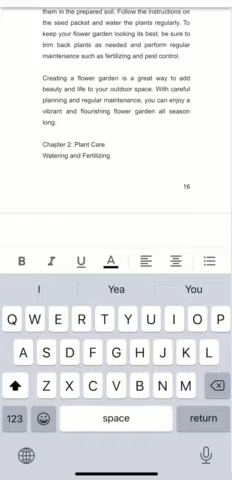 them in the prepared soil. Follow the instructions on
the seed packet and water the plants regularly. To
keep your flower garden looking its best, be sure to
trim back plants as needed and perform regular
maintenance such as fertilizing and pest control.
Creating a flower garden is a great way to add
beauty and life to your outdoor space. With careful
planning and regular maintenance, you can enjoy a
vibrant and flourishing flower garden all season
long.
Chapter 2: Plant Care
Watering and Fertilizing
16
B I U A
I Yea You
Q W E R T Y U I O P
A S D F G H J K L
Z X C V B N M
123 space return